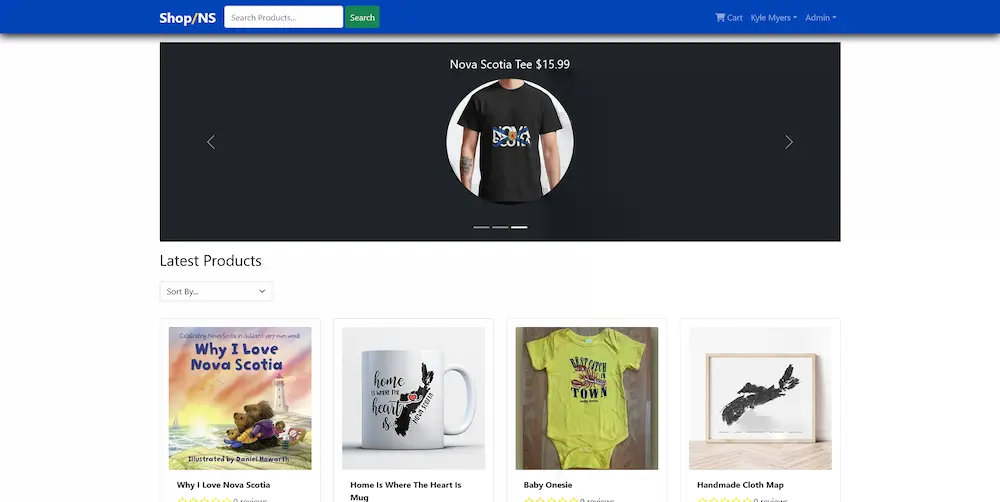 Shop/NS
Search Products...
Search
Cart
Kyle Myers
Admin
Nova Scotia Tee $15.99
NOVA
SCOTIA
Latest Products
Sort By...
Celebrating Nova Scotia in children's very own words
Why I Love
Nova Scotia
Illustrated by Daniel Howarth
home
IS WHERE THE
heart
is
NOVA SCOTIA
BEST CATCH
IN
TOWN
NOVA SCOTIA
Why I Love Nova Scotia
0 reviews
Home Is Where The Heart Is
Mug
Baby Onesie
0 reviews
Handmade Cloth Map
0 reviews